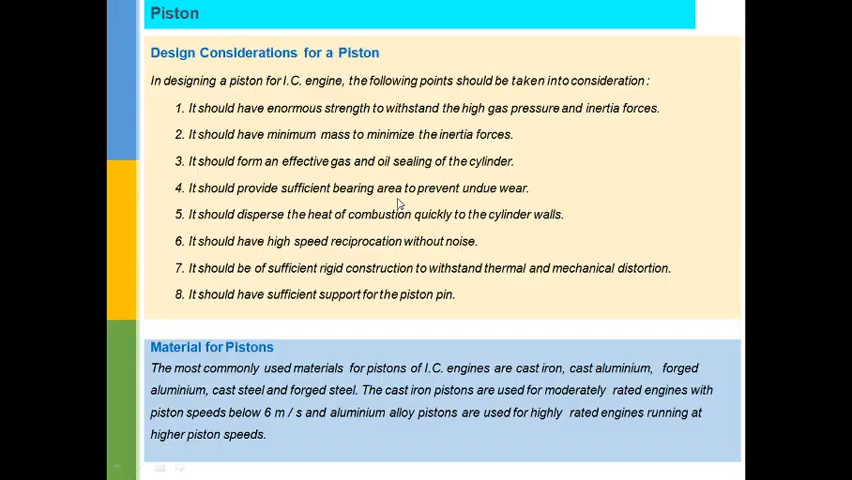 Piston
Design Considerations for a Piston
In designing a piston for I.C. engine, the following points should be taken into consideration :
1. It should have enormous strength to withstand the high gas pressure and inertia forces.
2. It should have minimum mass to minimize the inertia forces.
3. It should form an effective gas and oil sealing of the cylinder.
4. It should provide sufficient bearing area to prevent undue wear.
5. It should disperse the heat of combustion quickly to the cylinder walls.
6. It should have high speed reciprocation without noise.
7. It should be of sufficient rigid construction to withstand thermal and mechanical distortion.
8. It should have sufficient support for the piston pin.
Material for Pistons
The most commonly used materials for pistons of I.C. engines are cast iron, cast aluminium, forged
aluminium, cast steel and forged steel. The cast iron pistons are used for moderately rated engines with
piston speeds below 6 m / s and aluminium alloy pistons are used for highly rated engines running at
higher piston speeds.